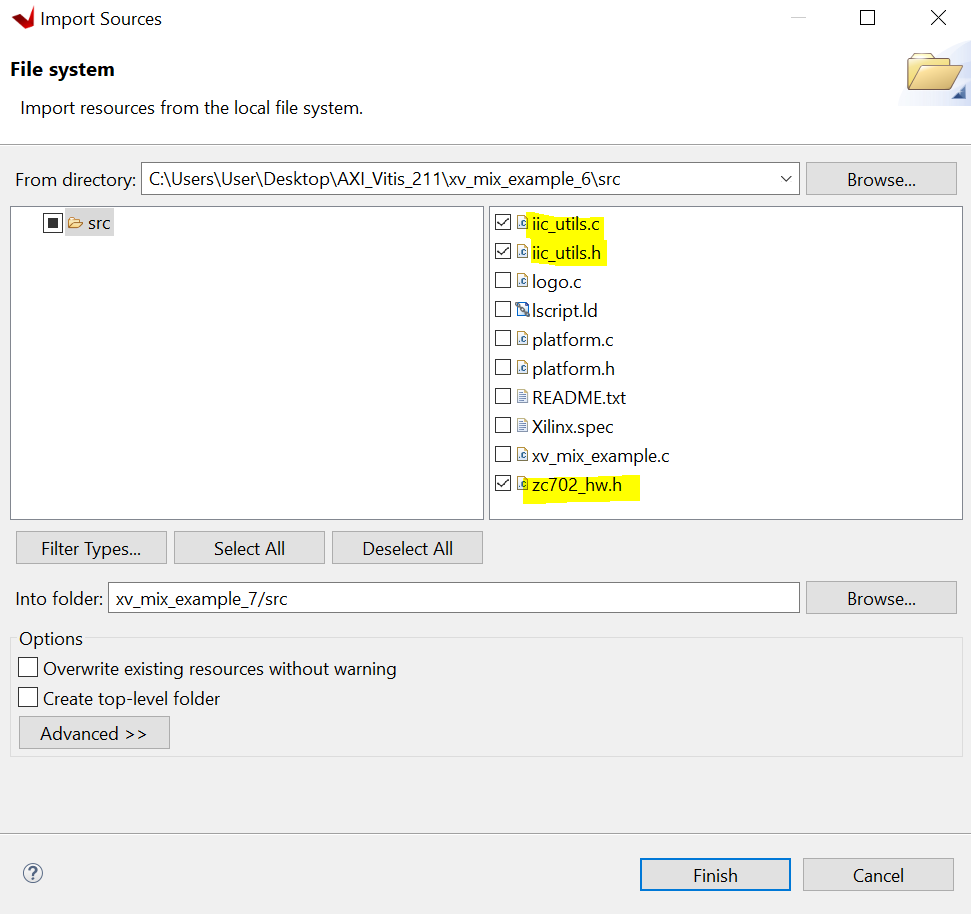 Import Sources
File system
Import resources from the local file system.
From directory: C:\Users\User\Desktop\AXI_Vitis_211\xv_mix_example_6\src Browse...
src
iic_utils.c
iic_utils.h
logo.c
lscript.ld
platform.c
platform.h
README.txt
Xilinx.spec
xv_mix_example.c
zc702_hw.h
Filter Types... Select All Deselect All
Into folder: xv_mix_example_7/src Browse...
Options
Overwrite existing resources without warning
Create top-level folder
Advanced >>
Finish Cancel